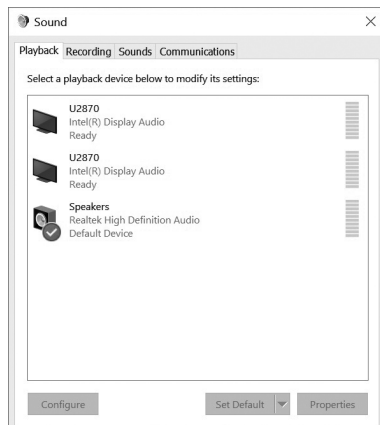 Sound
Playback Recording Sounds Communications
Select a playback device below to modify its settings:
U2870
Intel(R) Display Audio
Ready
U2870
Intel(R) Display Audio
Ready
Speakers
Realtek High Definition Audio
Default Device
Configure Set Default Properties